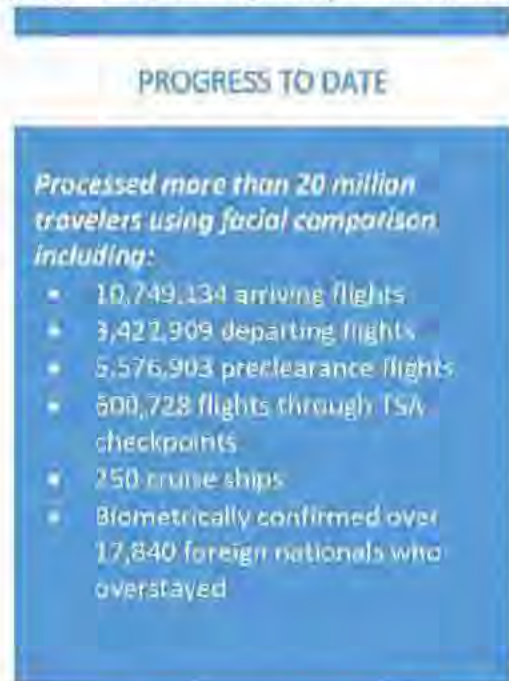 PROGRESS TO DATE
Processed more than 20 million
travelers using facial comparison
including:
• 10,749,134 arriving flights
• 3,422,909 departing flights
• 5,576,903 preclearance flights
• 600,728 flights through TSA
checkpoints
• 250 cruise ships
• Biometrically confirmed over
17,840 foreign nationals who
overstayed